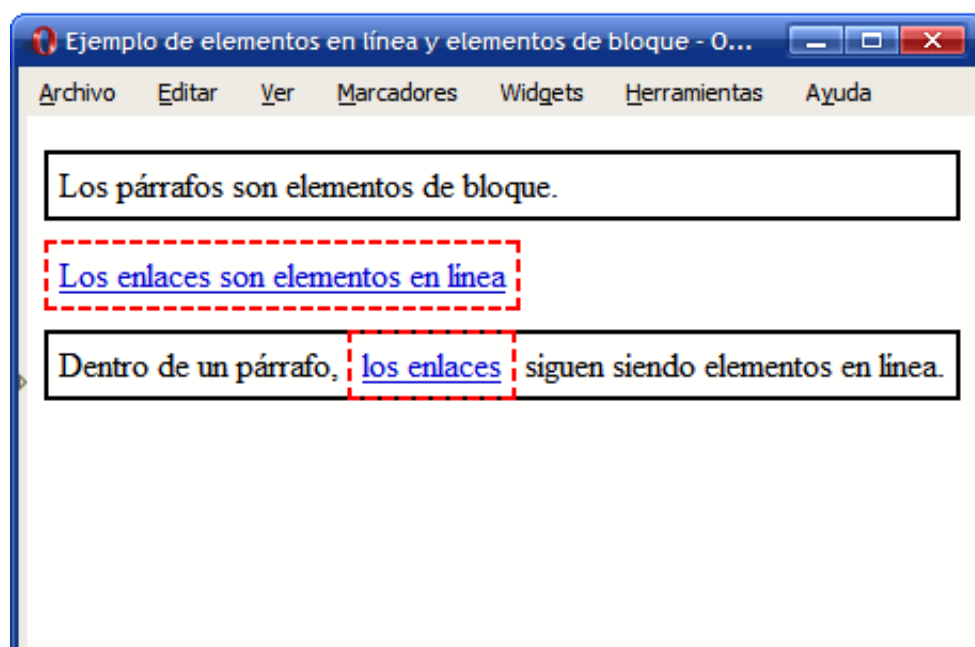 Ejemplo de elementos en línea y elementos de bloque - O...
Archivo Editar Ver Marcadores Widgets Herramientas Ayuda
Los párrafos son elementos de bloque.
Los enlaces son elementos en línea
Dentro de un párrafo, los enlaces siguen siendo elementos en línea.